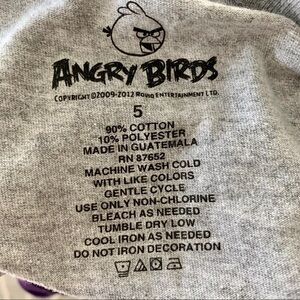 ANGRY BIRDS
COPYRIGHT ©2009-2012 ROVIO ENTERTAINMENT LTD.
5
90% COTTON
10% POLYESTER
MADE IN GUATEMALA
RN 87652
MACHINE WASH COLD
WITH LIKE COLORS
GENTLE CYCLE
USE ONLY NON-CHLORINE
BLEACH AS NEEDED
TUMBLE DRY LOW
COOL IRON AS NEEDED
DO NOT IRON DECORATION